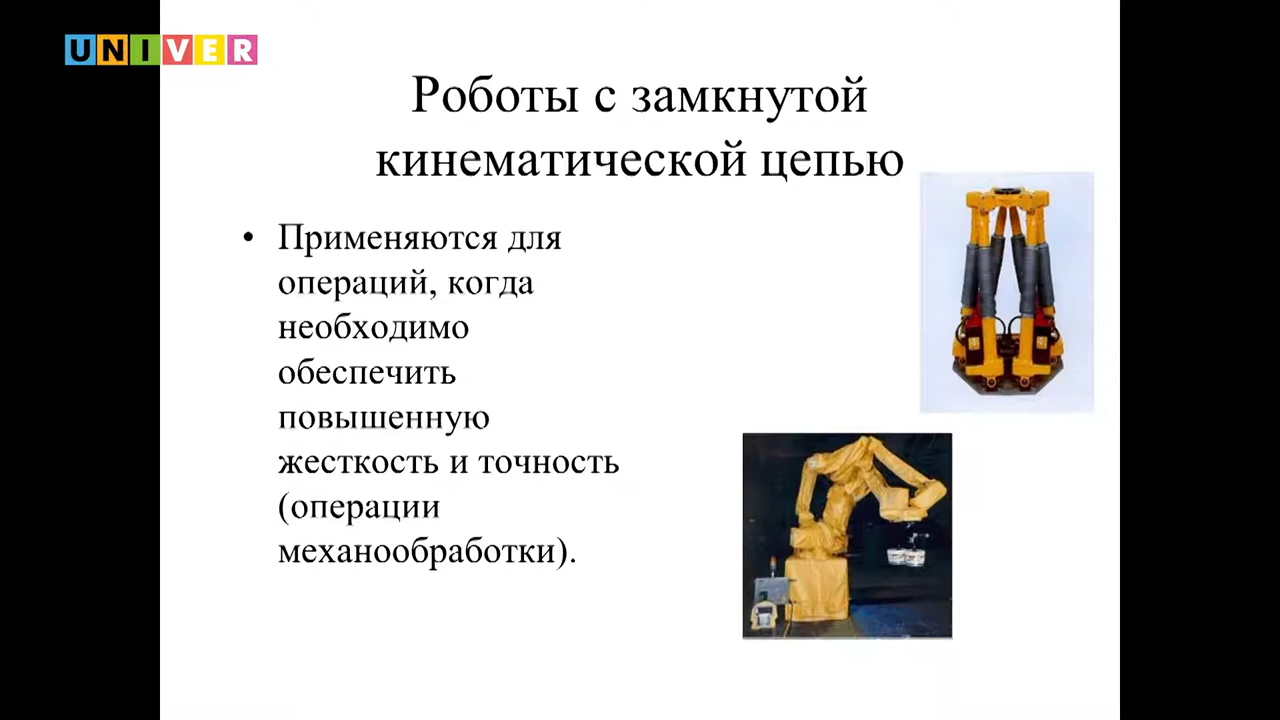 UNIVER
Роботы с замкнутой
кинематической цепью
• Применяются для
операций, когда
необходимо
обеспечить
повышенную
жесткость и точность
(операции
механообработки).